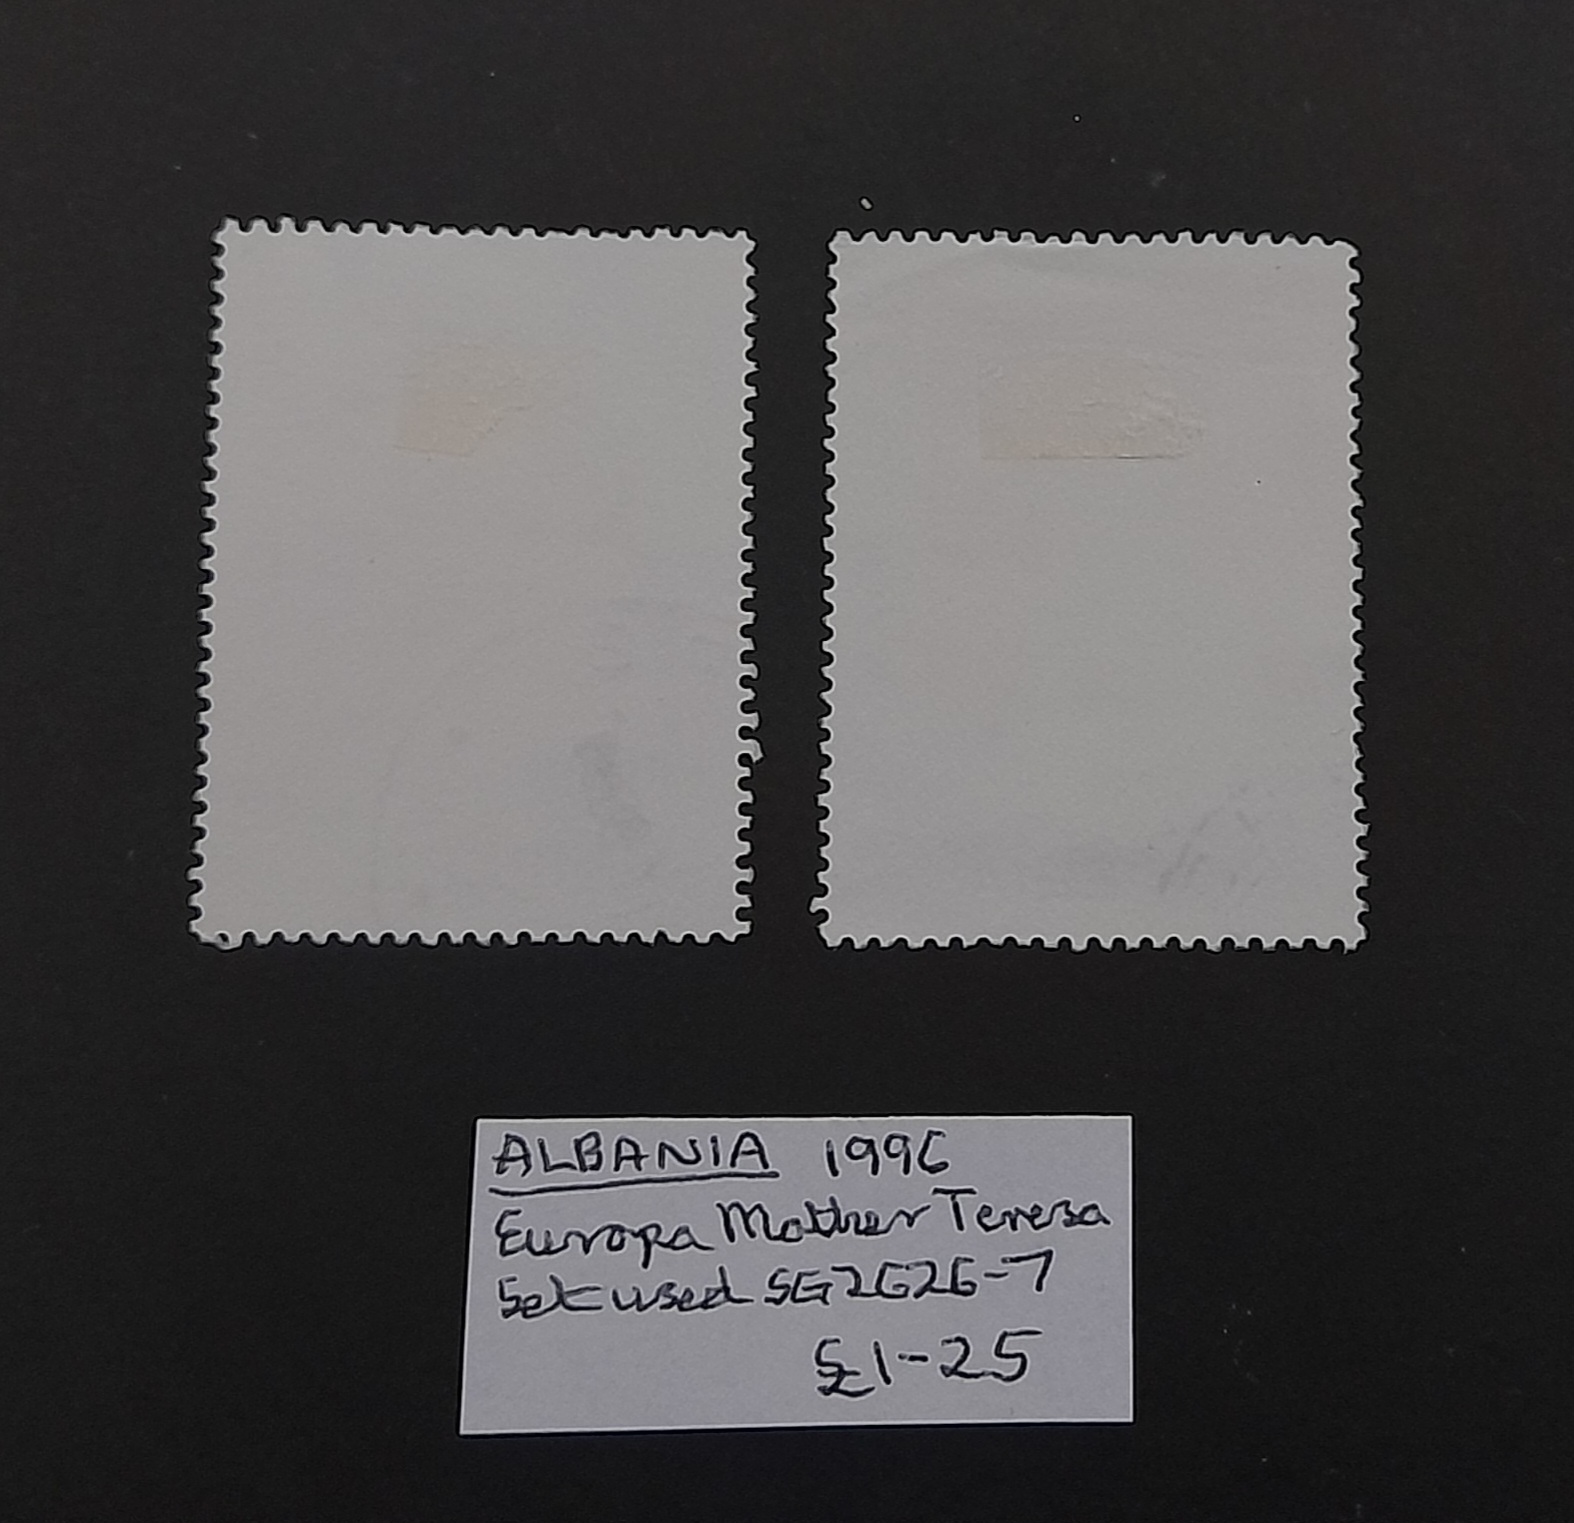 ALBANIA 1996
Europa Mother Teresa
Set used SG2626-7
£1-25